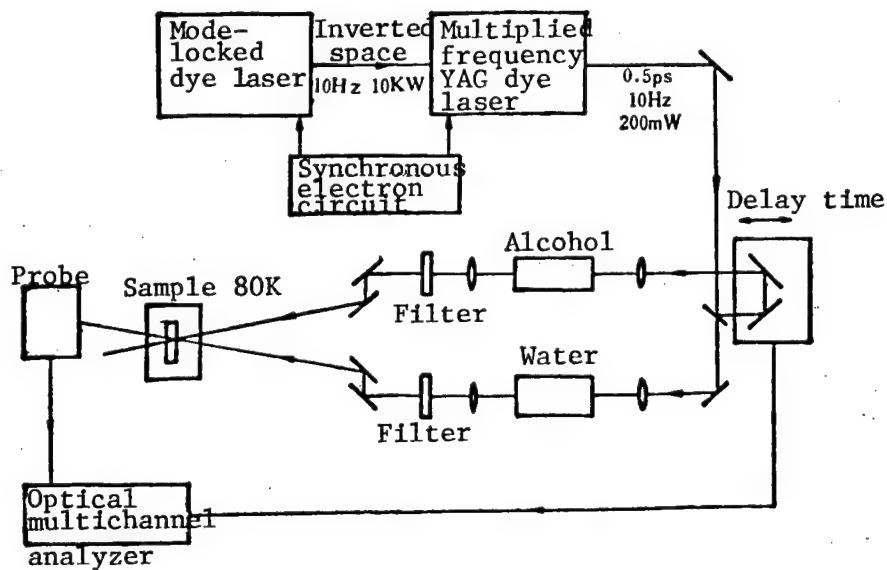 Mode-
locked
dye laser
Inverted
space
10Hz 10KW
Multiplied
frequency
YAG dye
laser
0.5ps
10Hz
200mW
Synchronous
electron
circuit
Delay time
Alcohol
Probe
Sample 80K
Filter
Water
Filter
Optical
multichannel
analyzer